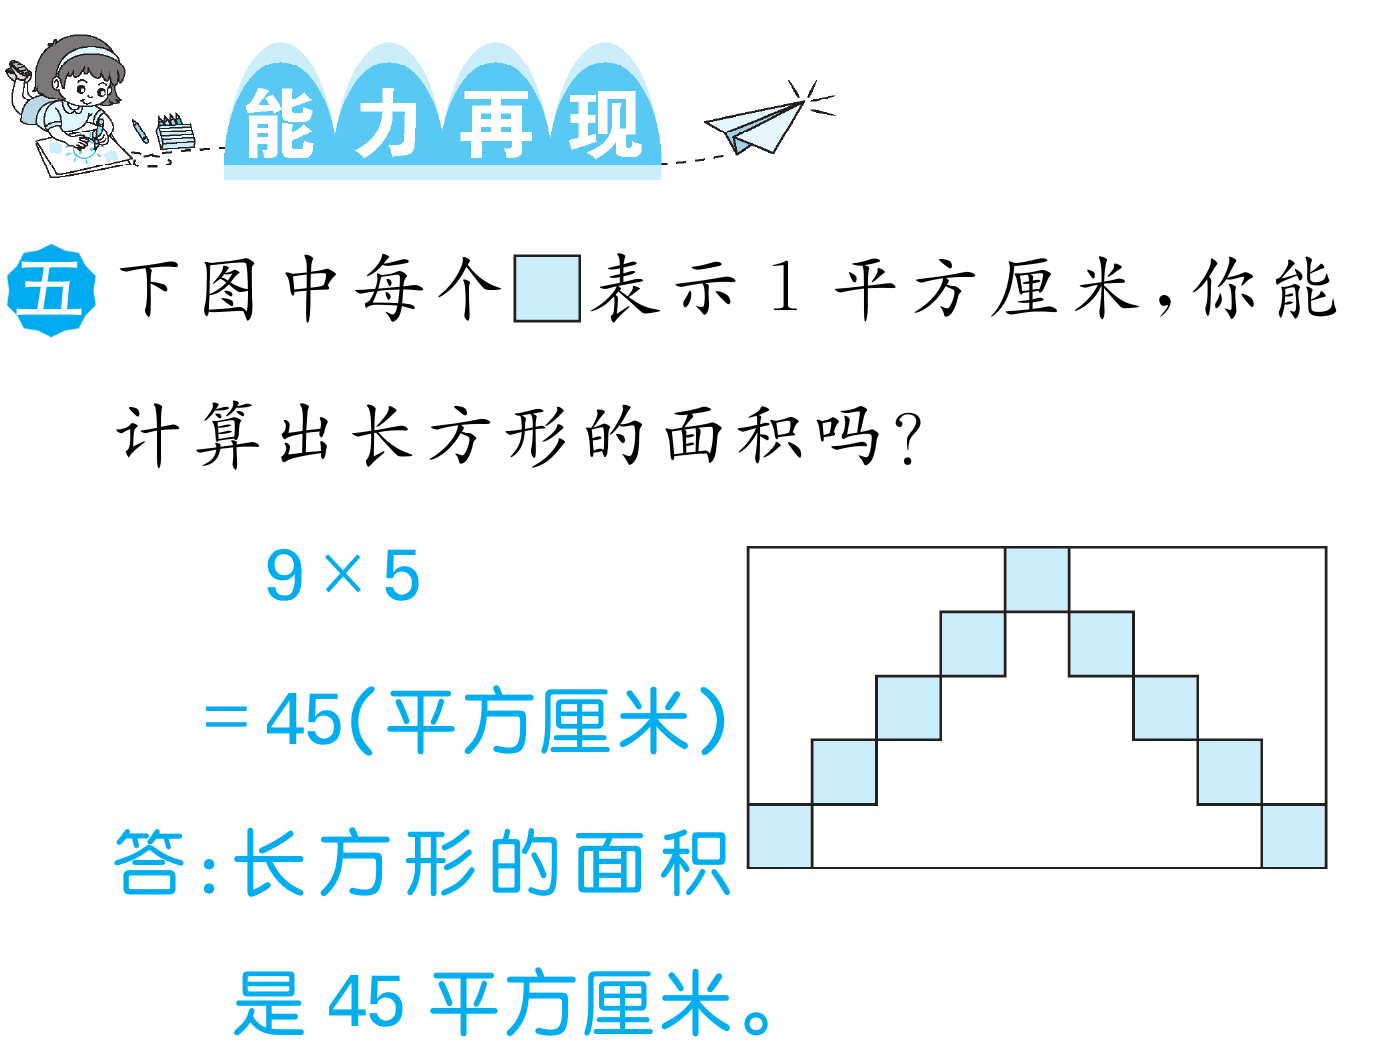 能力再现
五 下图中每个□表示1平方厘米，你能
计算出长方形的面积吗？
9×5
=45(平方厘米)
答：长方形的面积
是45平方厘米。